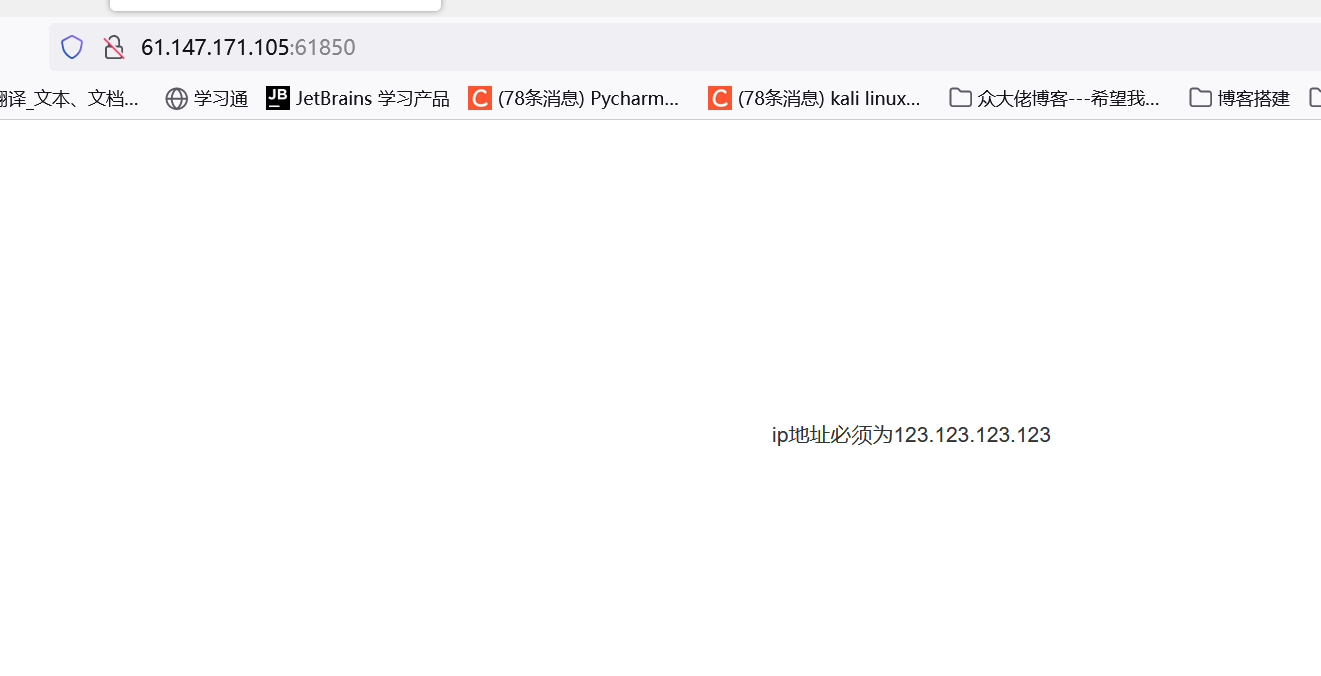 61.147.171.105:61850
翻译_文本、文档... 学习通 JB JetBrains 学习产品 C (78条消息) Pycharm... C (78条消息) kali linux... 众大佬博客---希望我... 博客搭建
ip地址必须为123.123.123.123